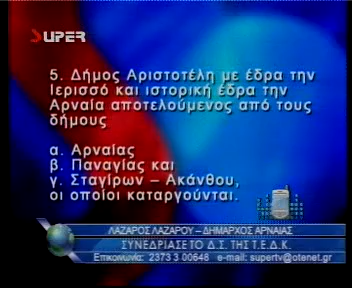 SUPER
5. Δήμος Αριστοτέλη με έδρα την
Ιερισσό και ιστορική έδρα την
Αρναία αποτελούμενος από τους
δήμους
α. Αρναίας
β. Παναγίας και
γ. Σταγίρων – Ακάνθου,
οι οποίοι καταργούνται.
ΛΑΖΑΡΟΣ ΛΑΖΑΡΟΥ – ΔΗΜΑΡΧΟΣ ΑΡΝΑΙΑΣ
ΣΥΝΕΔΡΙΑΣΕ ΤΟ Δ.Σ. ΤΗΣ Τ.Ε.Δ.Κ.
Επικοινωνία: 2373 3 00648 e-mail: supertv@otenet.gr